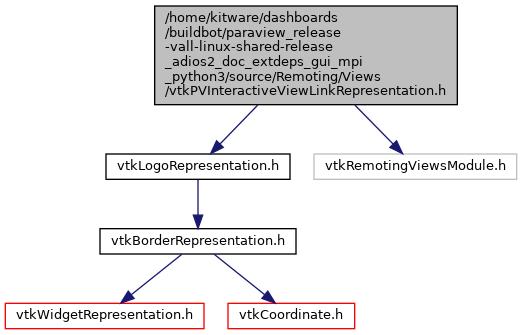 /home/kitware/dashboards
/buildbot/paraview_release
-vall-linux-shared-release
_adios2_doc_extdeps_gui_mpi
_python3/source/Remoting/Views
/vtkPVInteractiveViewLinkRepresentation.h
vtkLogoRepresentation.h
vtkRemotingViewsModule.h
vtkBorderRepresentation.h
vtkWidgetRepresentation.h
vtkCoordinate.h